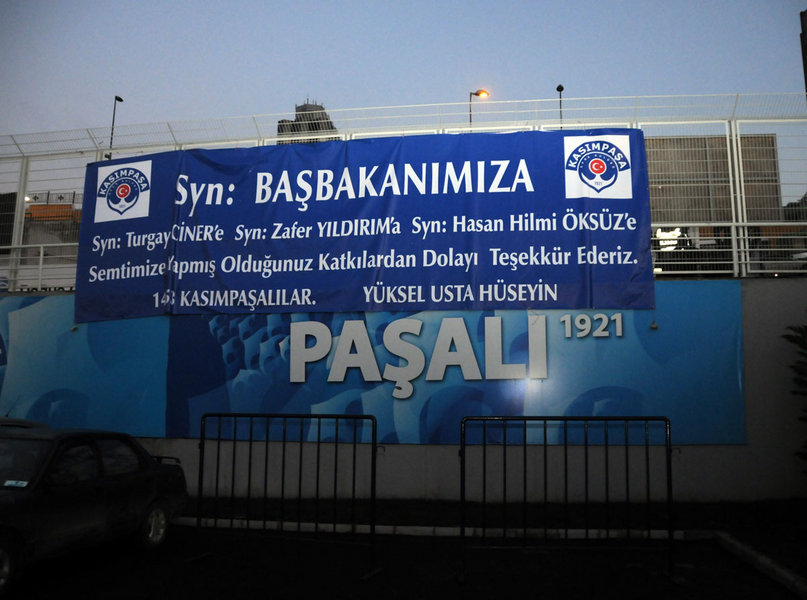 KASIMPAŞA
Syn: BAŞBAKANIMIZA
KASIMPAŞA
1921
Syn: Turgay CİNER'e Syn: Zafer YILDIRIM'a Syn: Hasan Hilmi ÖKSÜZ'e
Semtimize Yapmış Olduğunuz Katkılardan Dolayı Teşekkür Ederiz.
KASIMPAŞALILAR. YÜKSEL USTA HÜSEYİN
PAŞALI 1921